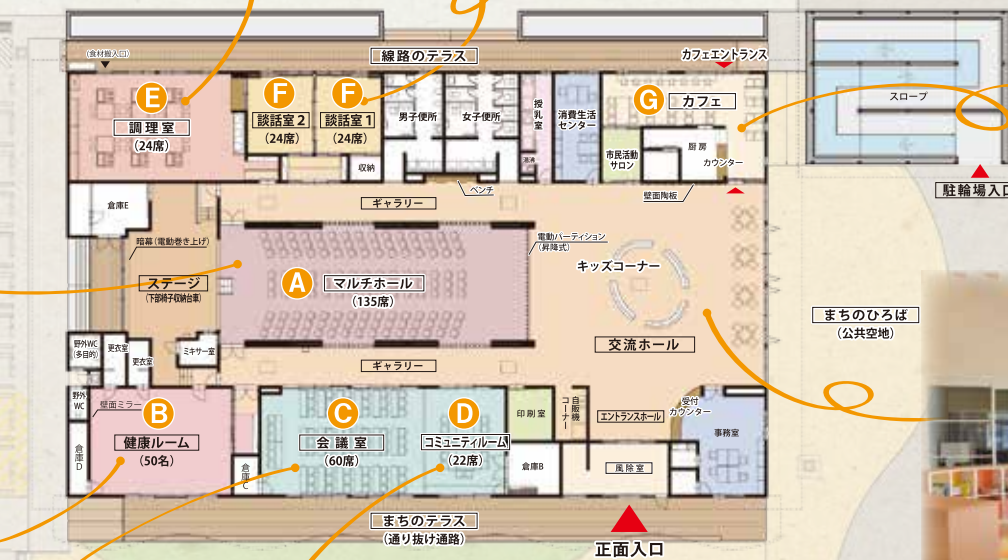 (食材搬入口)
線路のテラス
カフェエントランス
E
調理室
(24席)
F
談話室2
(24席)
F
談話室1
(24席)
男子便所
女子便所
授乳室
消費生活
センター
G
カフェ
スロープ
市民活動
サロン
厨房
カウンター
収納
ベンチ
壁面陶板
駐輪場入口
倉庫E
ギャラリー
暗幕(電動巻き上げ)
電動パーティション
(昇降式)
キッズコーナー
ステージ
(下部椅子収納台車)
A
マルチホール
(135席)
まちのひろば
(公共空地)
交流ホール
野外WC
(多目的)
更衣室
更衣室
ミキサー室
ギャラリー
野外
WC
壁面ミラー
B
健康ルーム
(50名)
倉庫D
倉庫C
C
会議室
(60席)
D
コミュニティルーム
(22席)
印刷室
自販機
コーナー
エントランスホール
受付
カウンター
事務室
倉庫B
風除室
まちのテラス
(通り抜け通路)
正面入口